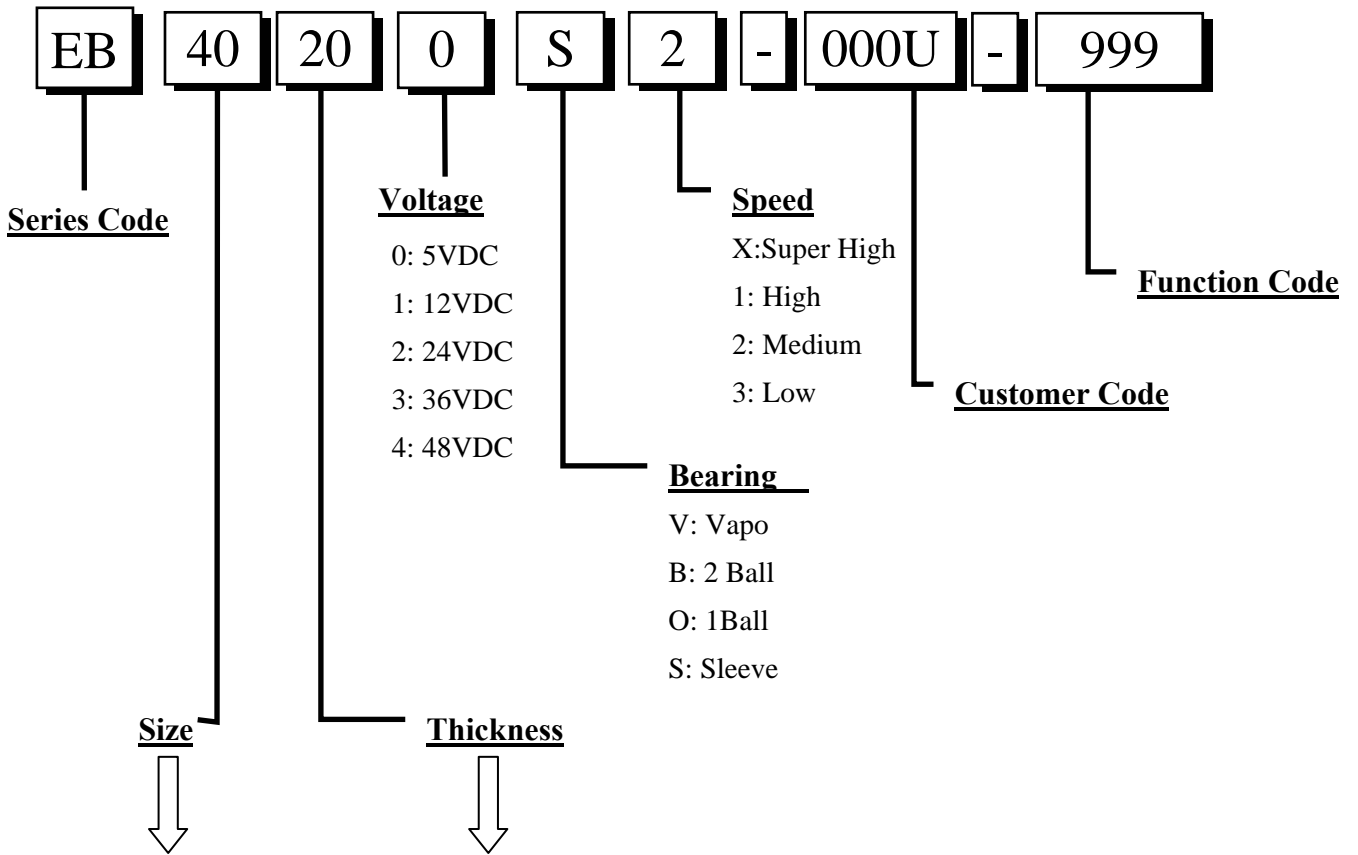 EB 40 20 0 S 2 - 000U - 999
Series Code
Voltage
0: 5VDC
1: 12VDC
2: 24VDC
3: 36VDC
4: 48VDC
Speed
X:Super High
1: High
2: Medium
3: Low
Function Code
Customer Code
Bearing
V: Vapo
B: 2 Ball
O: 1Ball
S: Sleeve
Size
Thickness